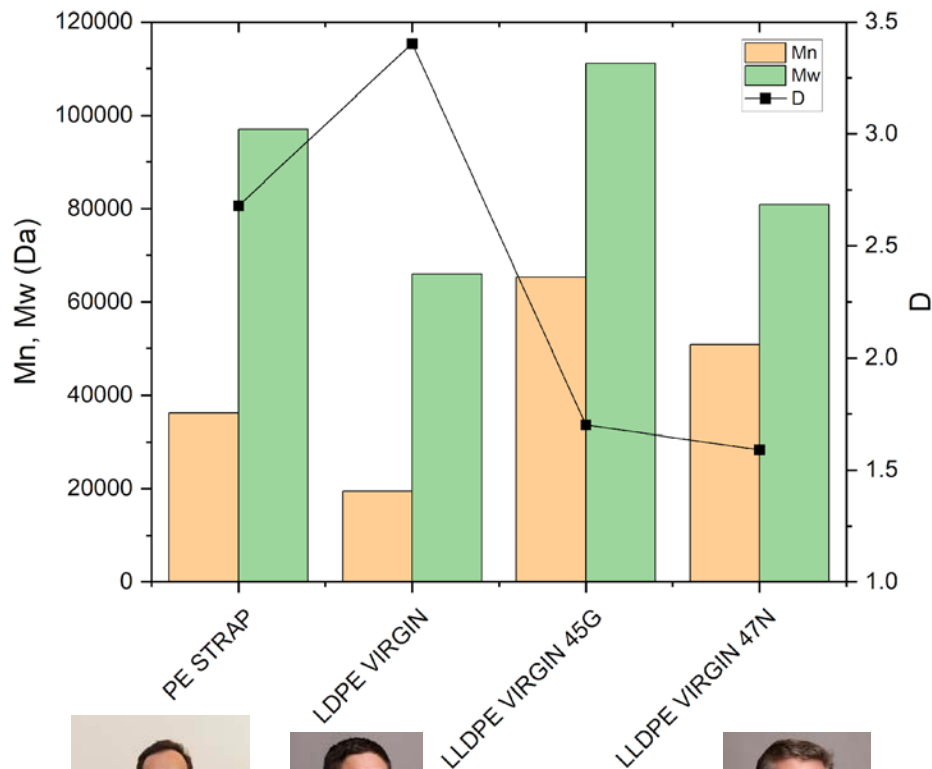 120000
100000
80000
60000
40000
20000
0
Mn, Mw (Da)
3.5
3.0
2.5
2.0
1.5
1.0
D
Mn
Mw
D
PE STRAP
LDPE VIRGIN
LLDPE VIRGIN 45G
LLDPE VIRGIN 47N